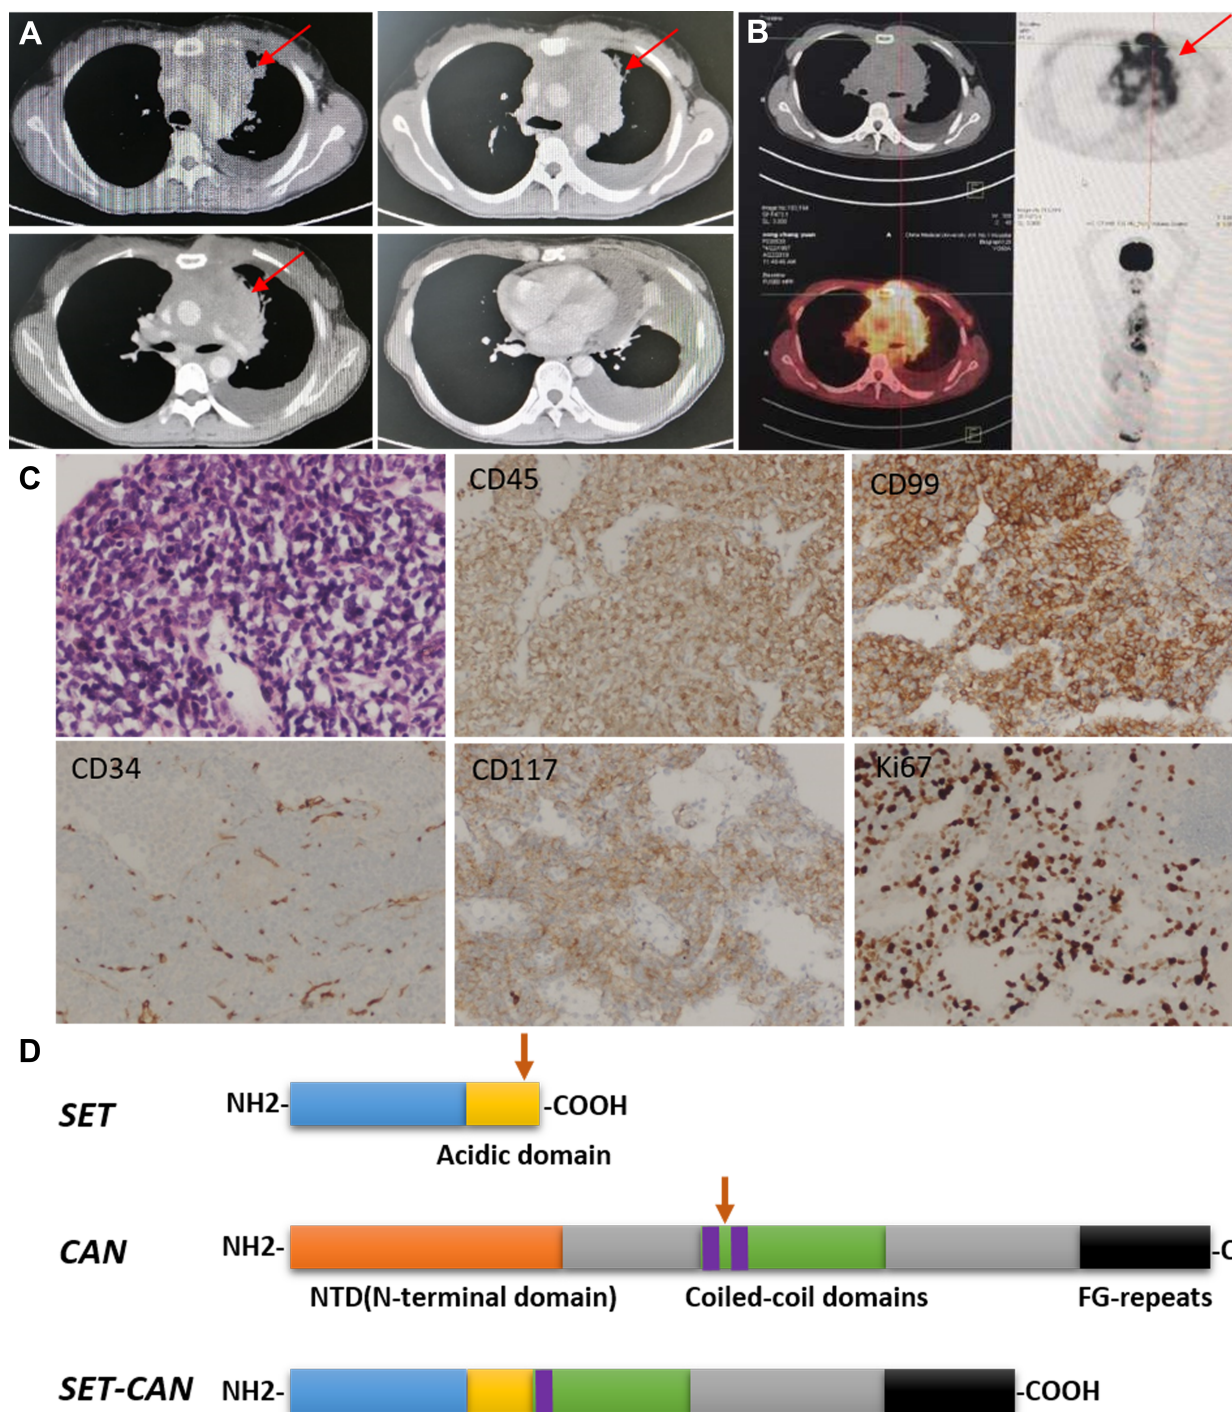 A
B
C
CD45
CD99
CD34
CD117
Ki67
D
SET
NH2-
-COOH
Acidic domain
CAN
NH2-
NTD(N-terminal domain)
Coiled-coil domains
FG-repeats
SET-CAN
NH2-
-COOH